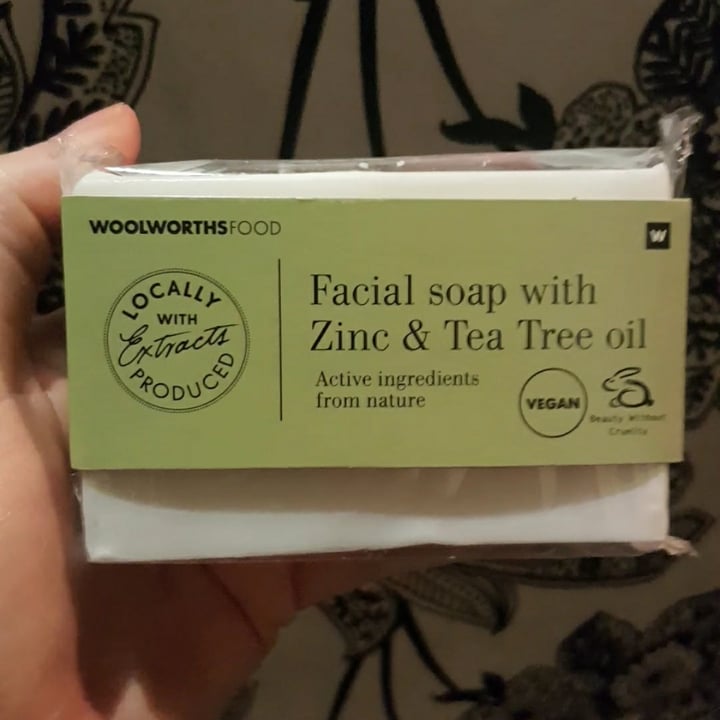 WOOLWORTHSFOOD
W
LOCALLY
WITH
Extracts
PRODUCED
Facial soap with
Zinc & Tea Tree oil
Active ingredients
from nature
VEGAN
Beauty Without
Cruelty